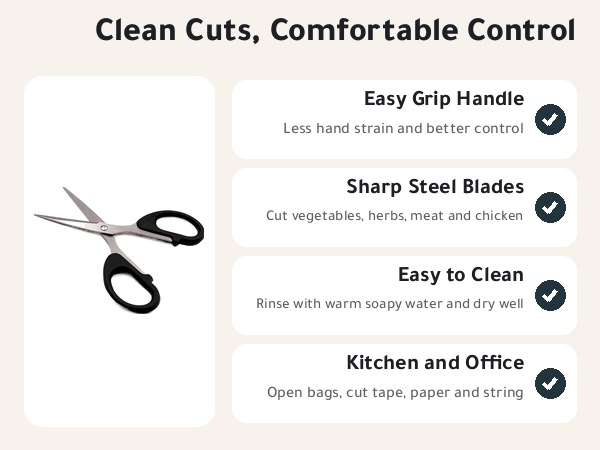 Clean Cuts, Comfortable Control
Easy Grip Handle
Less hand strain and better control
Sharp Steel Blades
Cut vegetables, herbs, meat and chicken
Easy to Clean
Rinse with warm soapy water and dry well
Kitchen and Office
Open bags, cut tape, paper and string